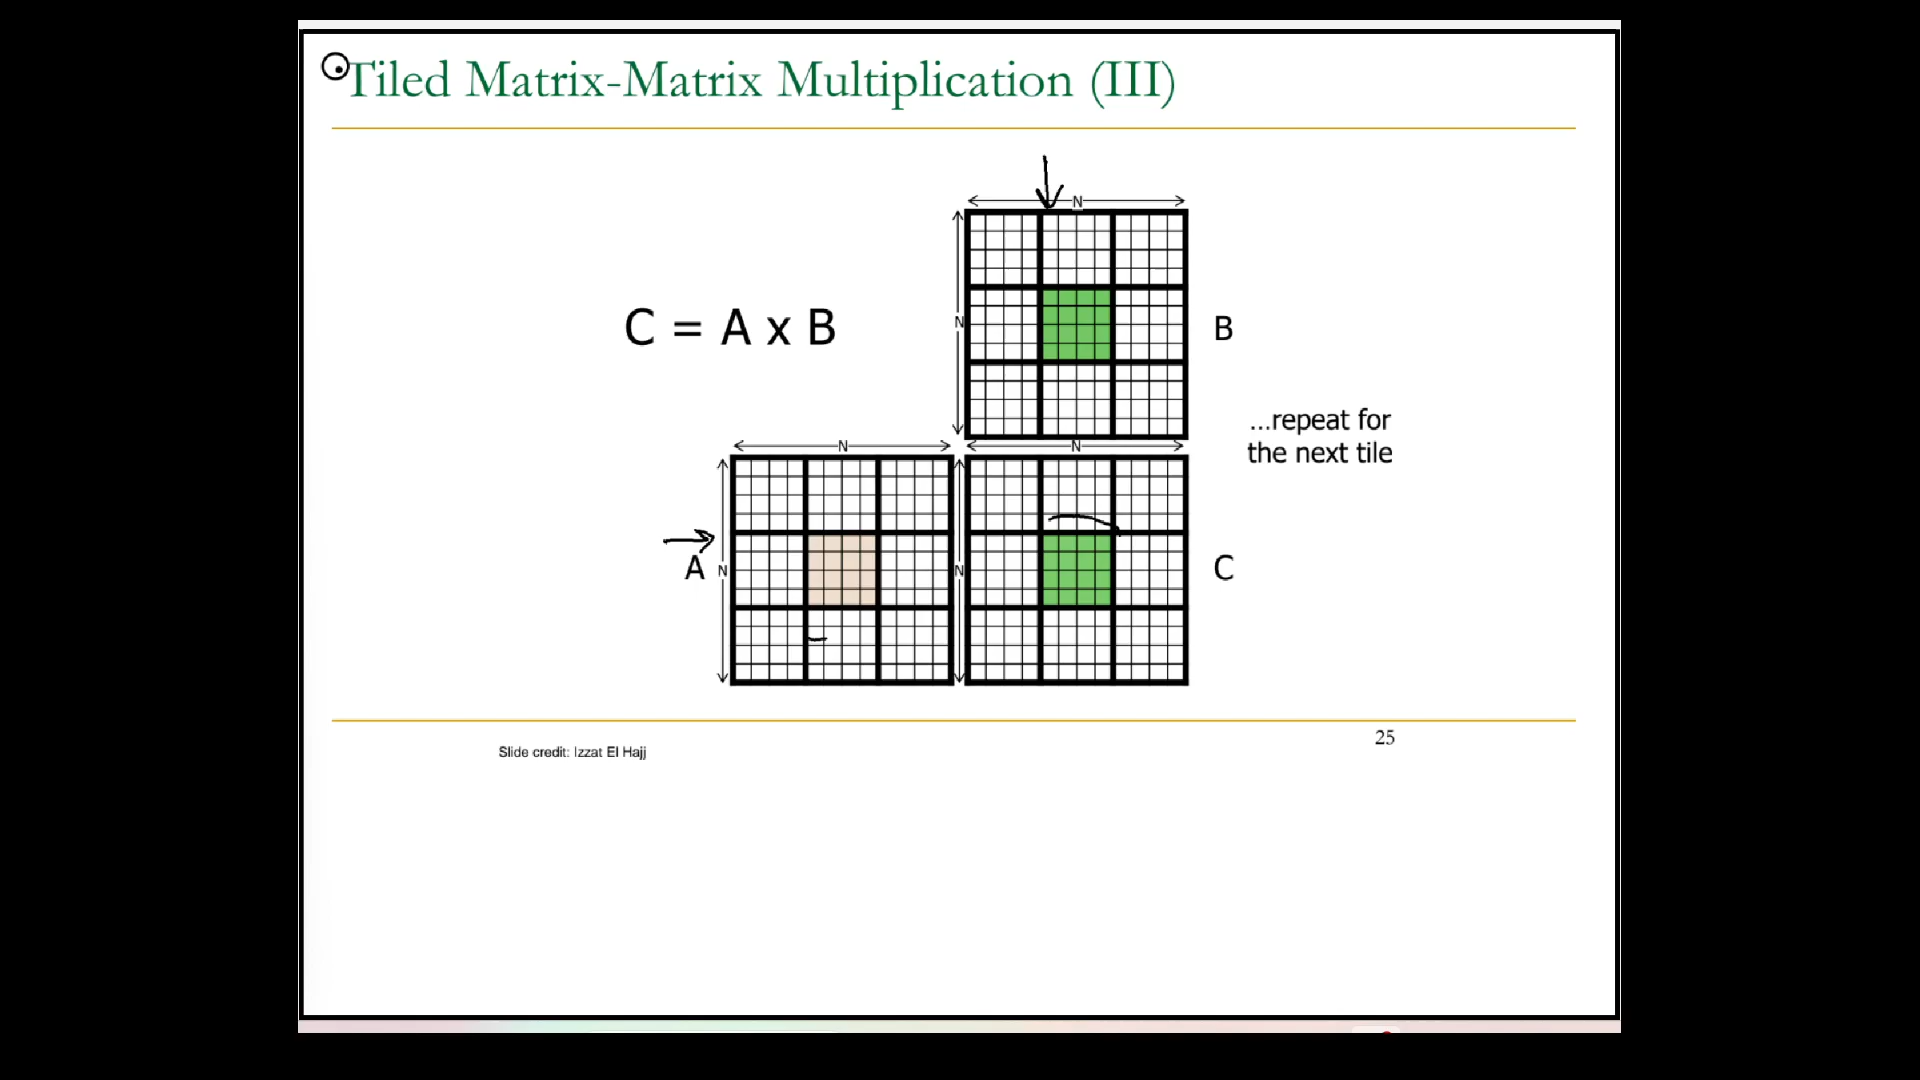 Tiled Matrix-Matrix Multiplication (III)
N
C = A x B
N
B
...repeat for
the next tile
N
N
A
N
N
C
25
Slide credit: Izzat El Hajj